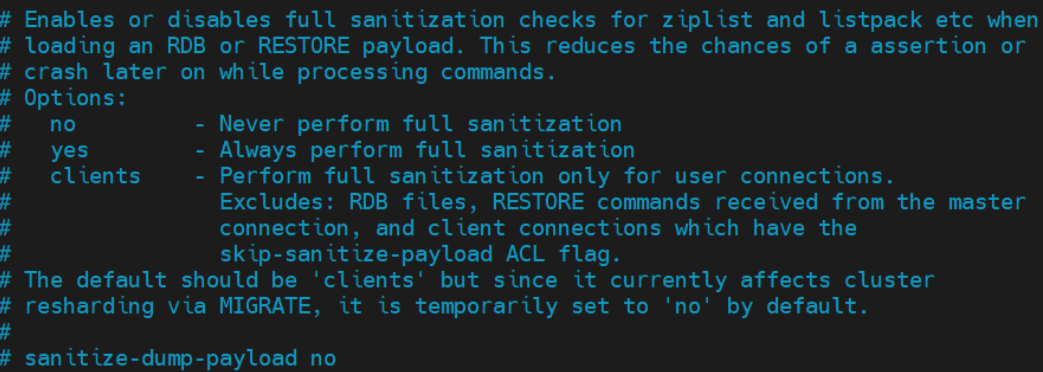 # Enables or disables full sanitization checks for ziplist and listpack etc when
# loading an RDB or RESTORE payload. This reduces the chances of a assertion or
# crash later on while processing commands.
# Options:
#   no         - Never perform full sanitization
#   yes        - Always perform full sanitization
#   clients    - Perform full sanitization only for user connections.
#                Excludes: RDB files, RESTORE commands received from the master
#                connection, and client connections which have the
#                skip-sanitize-payload ACL flag.
# The default should be 'clients' but since it currently affects cluster
# resharding via MIGRATE, it is temporarily set to 'no' by default.
#
# sanitize-dump-payload no